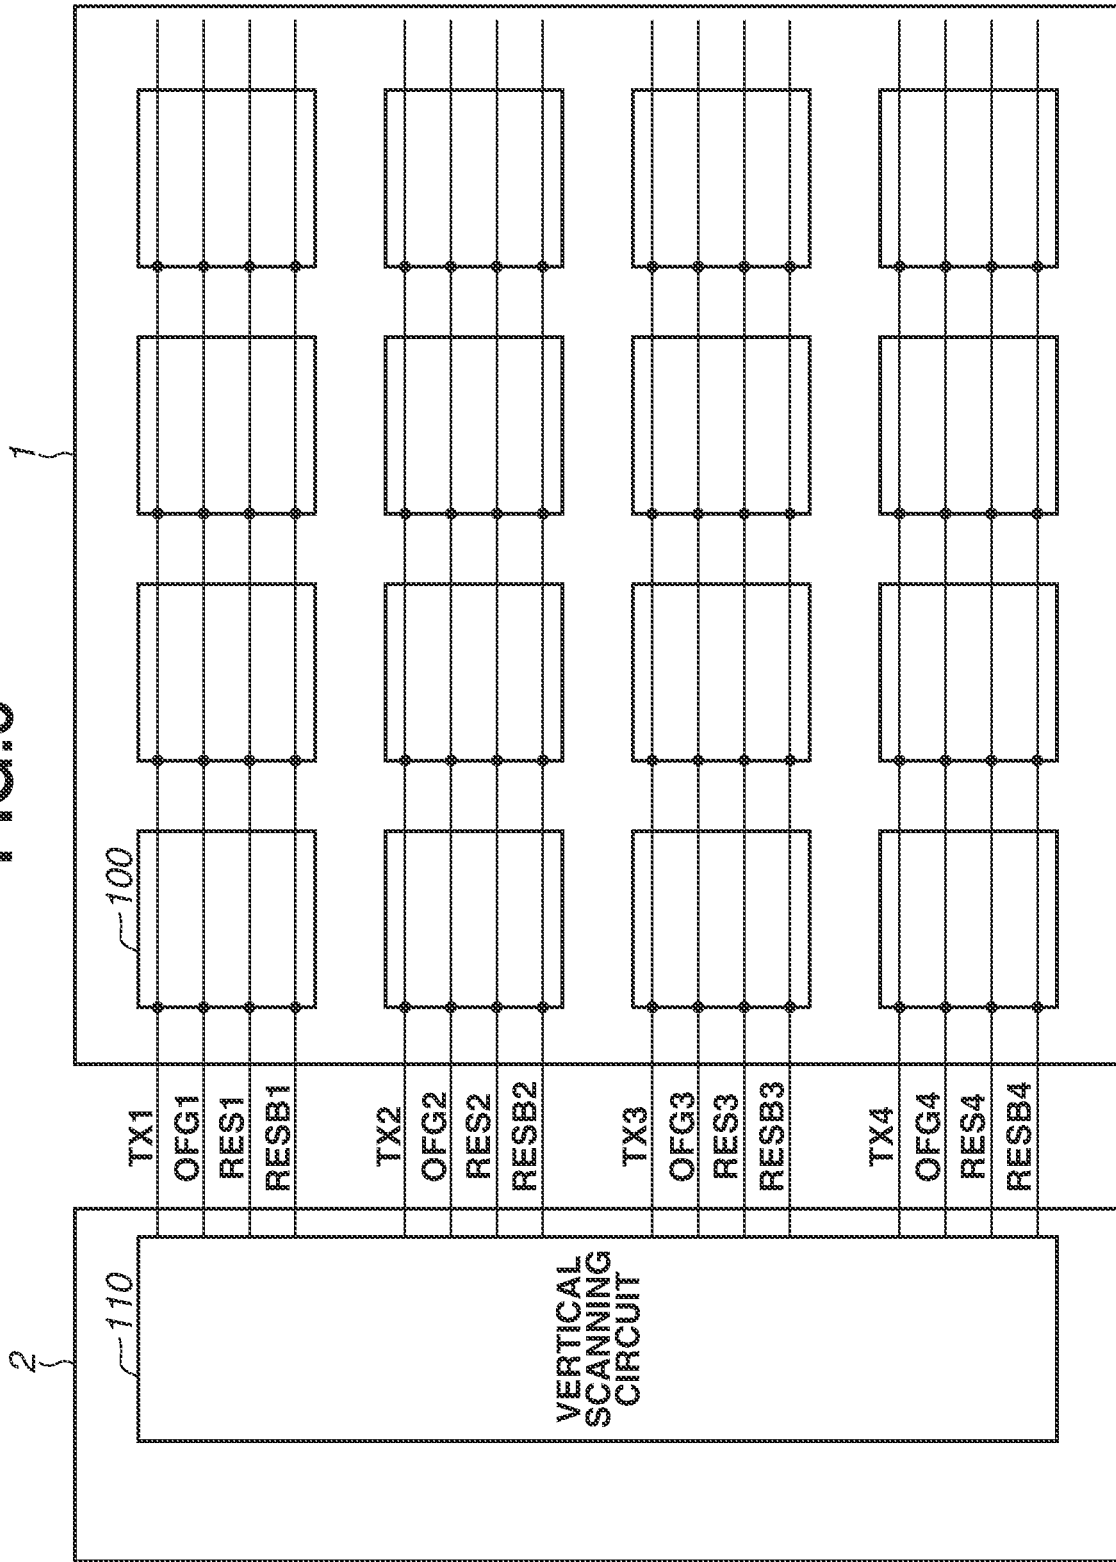 2
1
110
100
VERTICAL
SCANNING
CIRCUIT
TX1
OFG1
RES1
RESB1
TX2
OFG2
RES2
RESB2
TX3
OFG3
RES3
RESB3
TX4
OFG4
RES4
RESB4